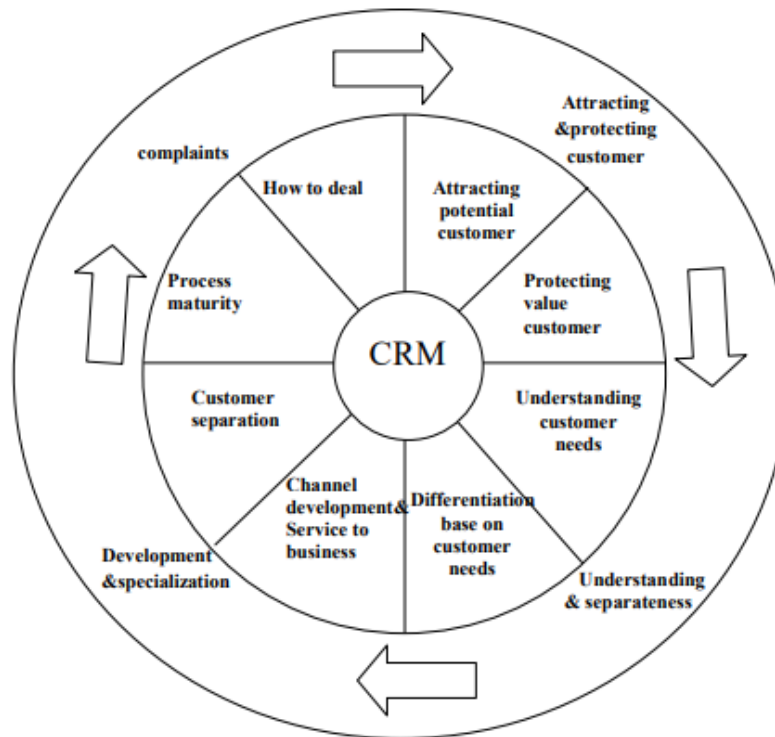 Attracting
&protecting
customer
complaints
How to deal
Attracting
potential
customer
Process
maturity
Protecting
value
customer
CRM
Customer
separation
Understanding
customer
needs
Channel
development&
Service to
business
Differentiation
base on
customer
needs
Development
&specialization
Understanding
& separateness